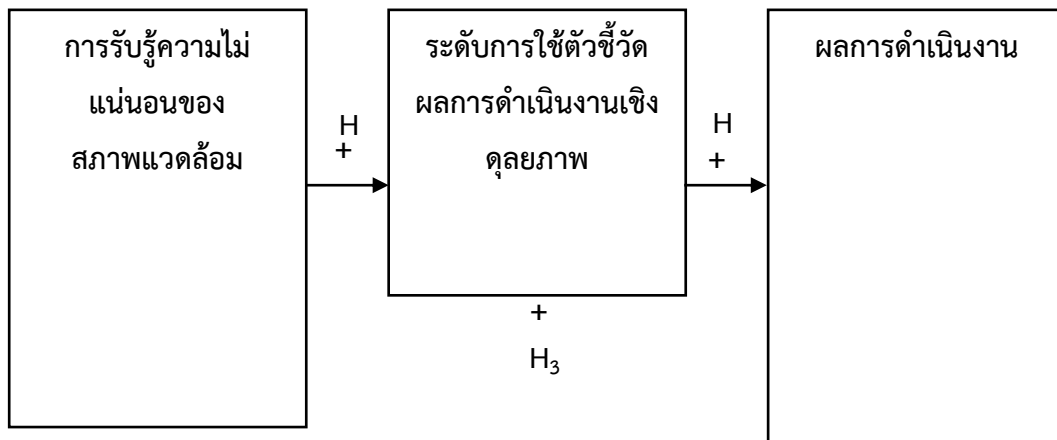 การรับรู้ความไม่
แน่นอนของ
สภาพแวดล้อม
H
+
ระดับการใช้ตัวชี้วัด
ผลการดำเนินงานเชิง
ดุลยภาพ
H
+
ผลการดำเนินงาน
+
H₃